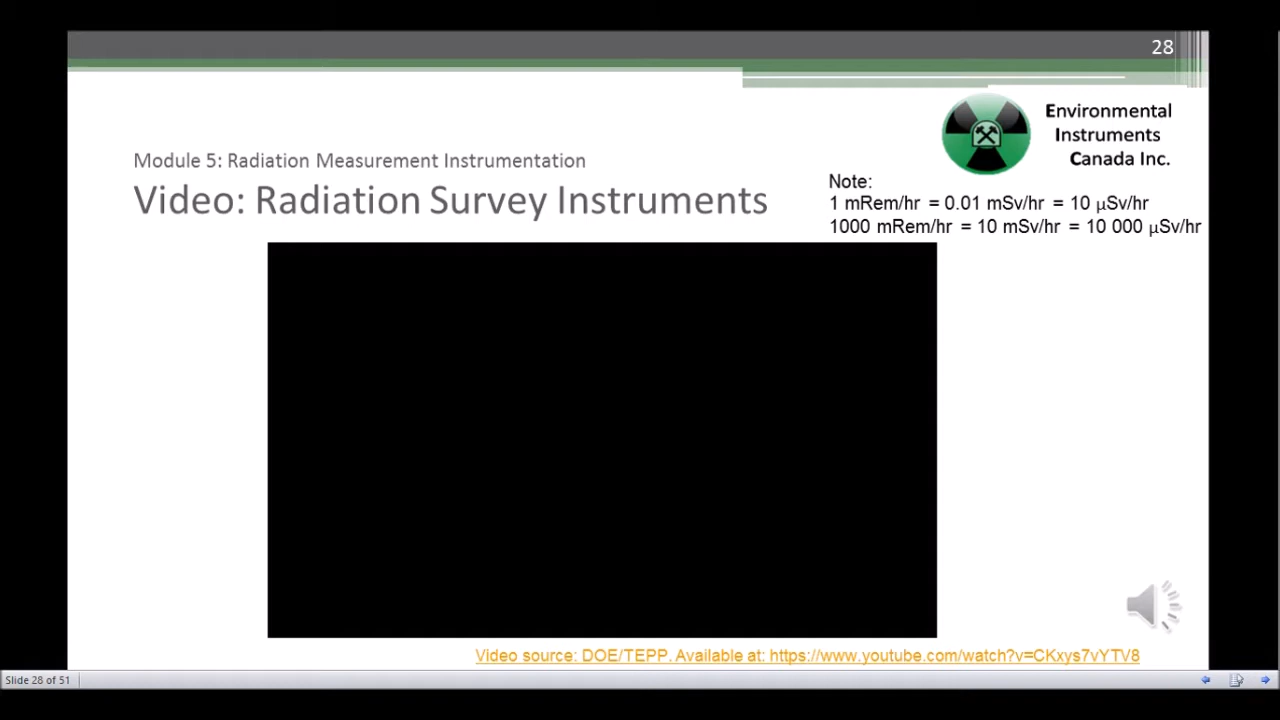 28
Environmental
Instruments
Canada Inc.
Module 5: Radiation Measurement Instrumentation
Video: Radiation Survey Instruments
Note:
1 mRem/hr = 0.01 mSv/hr = 10 µSv/hr
1000 mRem/hr = 10 mSv/hr = 10 000 µSv/hr
Video source: DOE/TEPP. Available at: https://www.youtube.com/watch?v=CKxys7vYTV8
Slide 28 of 51